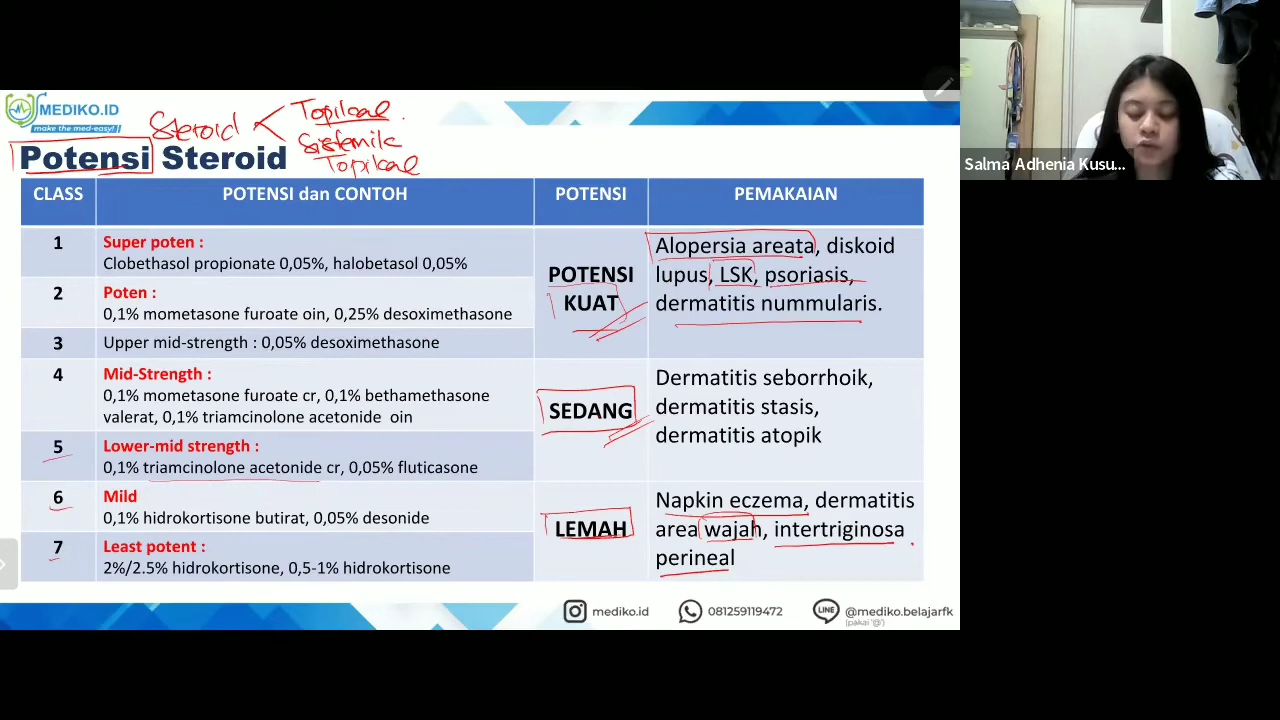 MEDIKO.ID
make the med-easy!
Steroid < Topikal
Sistemik
Topikal
Potensi Steroid
CLASS POTENSI dan CONTOH POTENSI PEMAKAIAN
1
Super poten :
Clobethasol propionate 0,05%, halobetasol 0,05%
2
Poten :
0,1% mometasone furoate oin, 0,25% desoximethasone
3
Upper mid-strength : 0,05% desoximethasone
POTENSI
KUAT
Alopersia areata, diskoid
lupus, LSK, psoriasis,
dermatitis nummularis.
4
Mid-Strength :
0,1% mometasone furoate cr, 0,1% bethamethasone
valerat, 0,1% triamcinolone acetonide oin
5
Lower-mid strength :
0,1% triamcinolone acetonide cr, 0,05% fluticasone
SEDANG
Dermatitis seborrhoik,
dermatitis stasis,
dermatitis atopik
6
Mild
0,1% hidrokortisone butirat, 0,05% desonide
7
Least potent :
2%/2.5% hidrokortisone, 0,5-1% hidrokortisone
LEMAH
Napkin eczema, dermatitis
area wajah, intertriginosa
perineal
mediko.id 081259119472 LINE @mediko.belajarfk
(pakai '@')
Salma Adhenia Kusu...